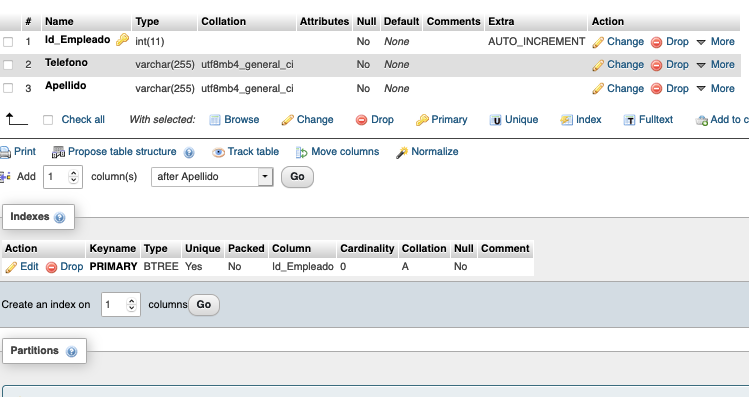 # Name Type Collation Attributes Null Default Comments Extra Action
1 Id_Empleado int(11) No None AUTO_INCREMENT Change Drop More
2 Telefono varchar(255) utf8mb4_general_ci No None Change Drop More
3 Apellido varchar(255) utf8mb4_general_ci No None Change Drop More
Check all With selected: Browse Change Drop Primary Unique Index Fulltext Add to c
Print Propose table structure Track table Move columns Normalize
Add 1 column(s) after Apellido Go
Indexes
Action Keyname Type Unique Packed Column Cardinality Collation Null Comment
Edit Drop PRIMARY BTREE Yes No Id_Empleado 0 A No
Create an index on 1 columns Go
Partitions